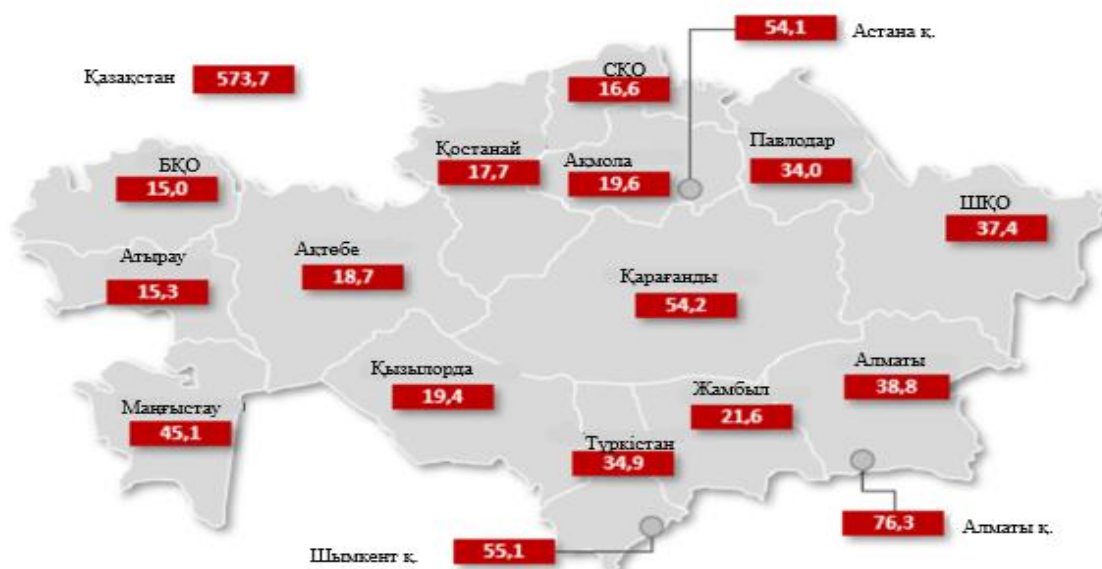 54,1 Астана қ.
Қазақстан 573,7
СҚО
16,6
Қостанай
17,7
Ақмола
19,6
Павлодар
34,0
БҚО
15,0
ШҚО
37,4
Атырау
15,3
Ақтебе
18,7
Қарағанды
54,2
Қызылорда
19,4
Алматы
38,8
Жамбыл
21,6
Маңғыстау
45,1
Түркістан
34,9
76,3 Алматы қ.
Шымкент қ. 55,1